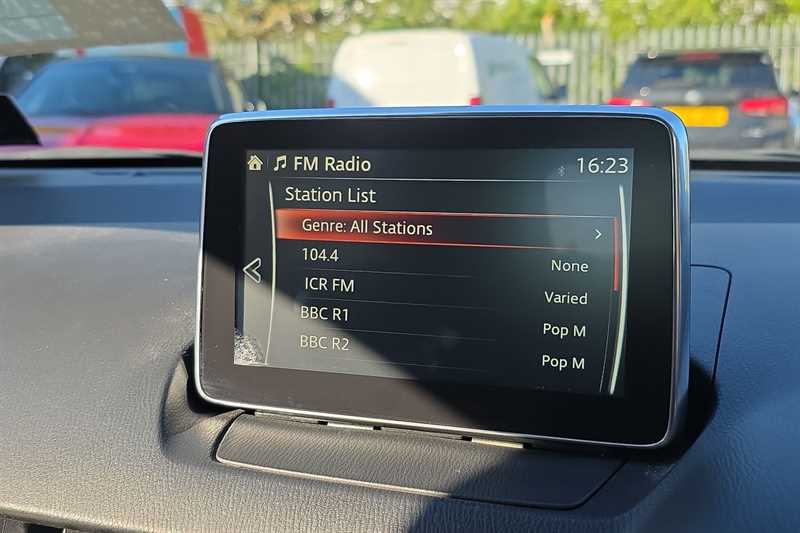 FM Radio 16:23
Station List
Genre: All Stations
104.4 None
ICR FM Varied
BBC R1 Pop M
BBC R2 Pop M